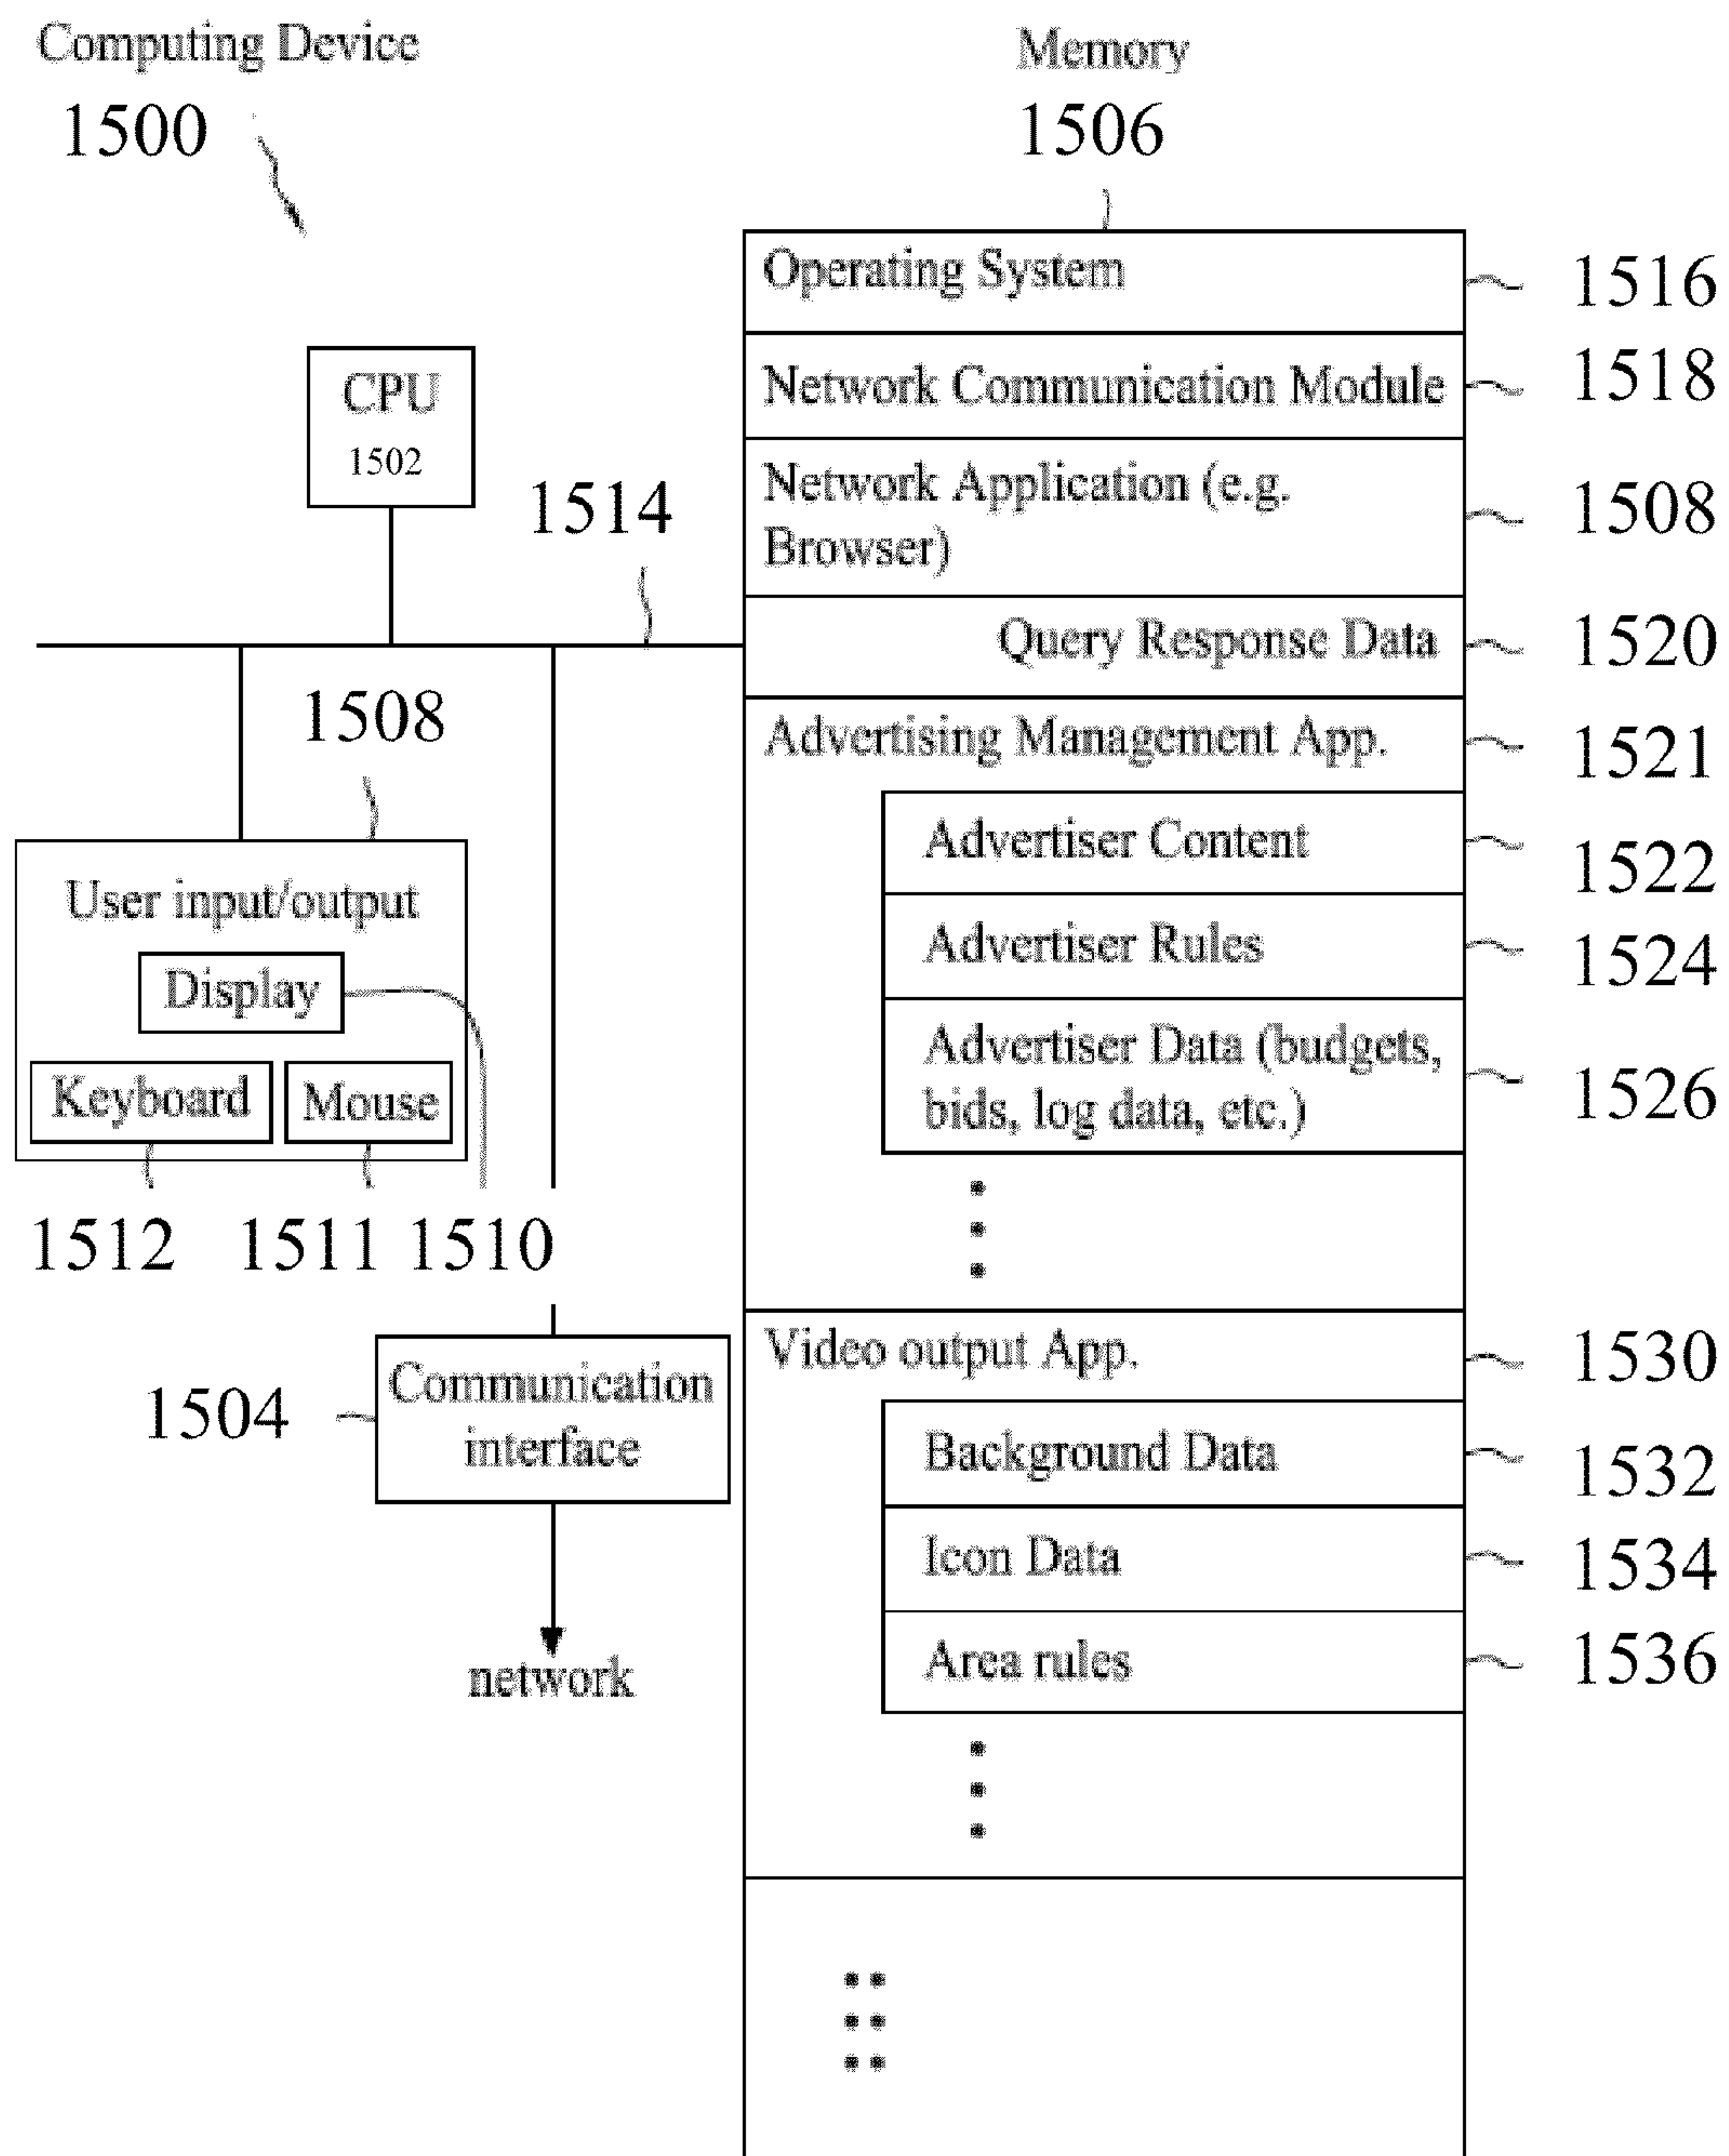 Computing Device
1500
Memory
1506
Operating System
1516
CPU
1502
Network Communication Module
1518
1514
Network Application (e.g.
Browser)
1508
Query Response Data
1520
1508
Advertising Management App.
1521
Advertiser Content
1522
User input/output
Advertiser Rules
1524
Display
Advertiser Data (budgets,
bids, log data, etc.)
1526
Keyboard
Mouse
1512
1511
1510
Video output App.
1530
1504
Communication
interface
Background Data
1532
Icon Data
1534
Area rules
1536
network